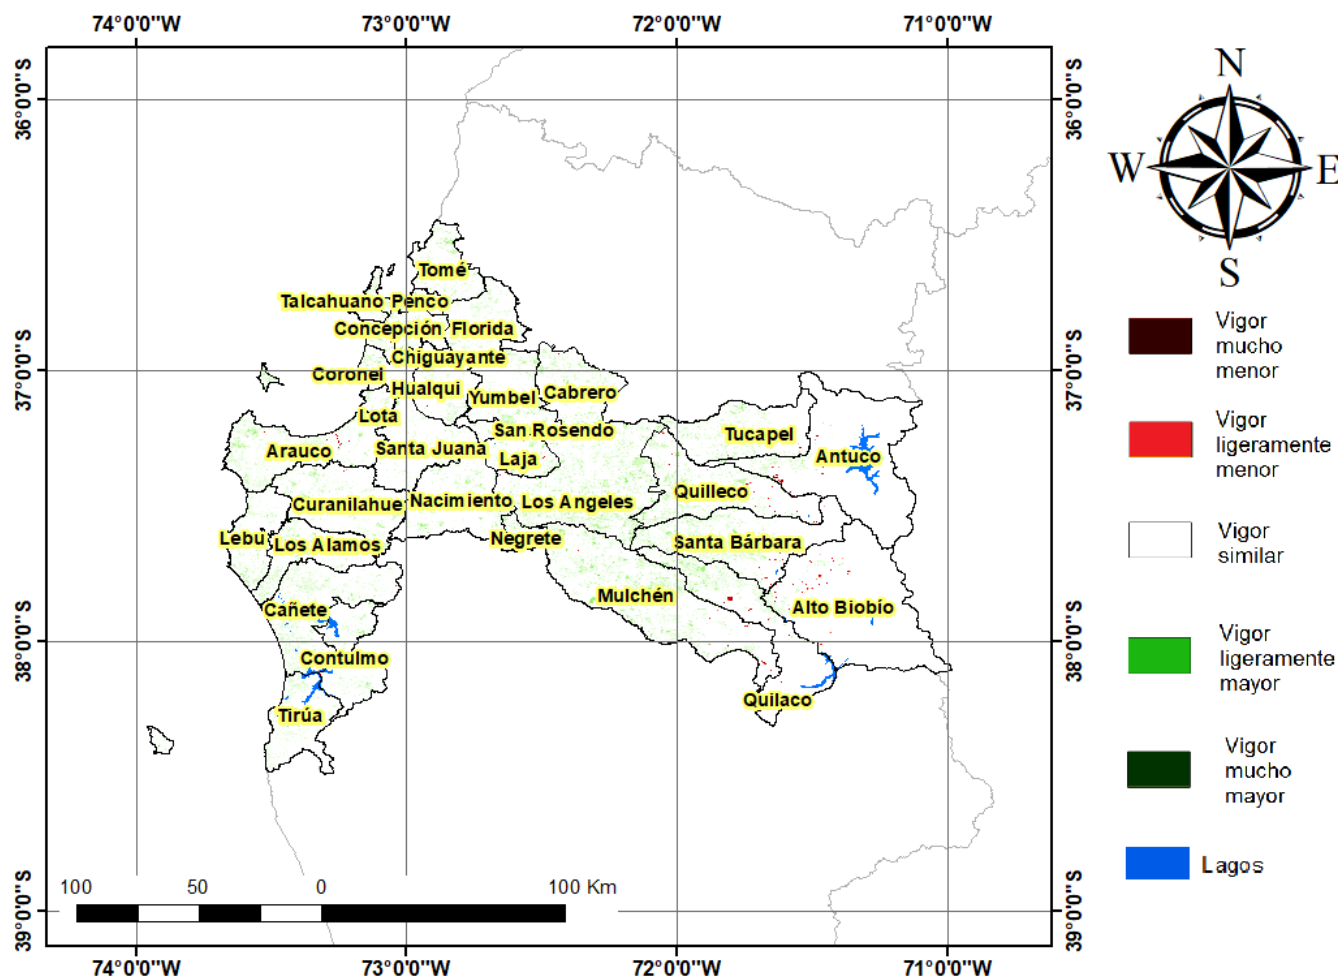 74°0'0"W
73°0'0"W
72°0'0"W
71°0'0"W
36°0'0"S
36°0'0"S
37°0'0"S
37°0'0"S
38°0'0"S
38°0'0"S
39°0'0"S
39°0'0"S
Tomé
Talcahuano Penco
Concepción Florida
Chiguayante
Coronel
Hualqui
Yumbel
Cabrero
Lota
San Rosendo
Tucapel
Arauco
Santa Juana
Laja
Antuco
Curanilahue
Nacimiento
Los Angeles
Quilleco
Lebu
Los Alamos
Negrete
Santa Bárbara
Cañete
Mulchén
Alto Biobío
Contulmo
Tirúa
Quilaco
100 50 0 100 Km
74°0'0"W
73°0'0"W
72°0'0"W
71°0'0"W
N
W
E
S
Vigor
mucho
menor
Vigor
ligeramente
menor
Vigor
similar
Vigor
ligeramente
mayor
Vigor
mucho
mayor
Lagos